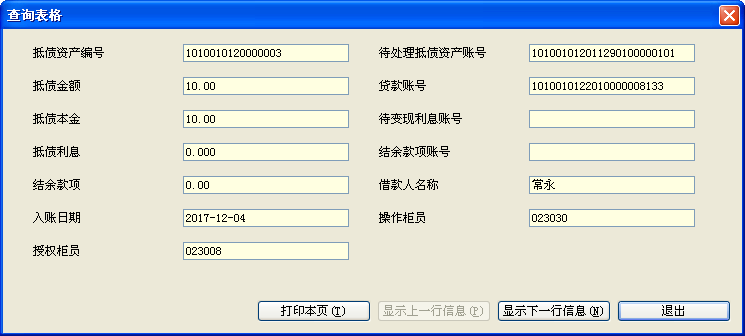 查询表格
抵债资产编号 1010010120000003 待处理抵债资产账号 101001012011290100000101
抵债金额 10.00 贷款账号 1010010122010000008133
抵债本金 10.00 待变现利息账号
抵债利息 0.000 结余款项账号
结余款项 0.00 借款人名称 常永
入账日期 2017-12-04 操作柜员 023030
授权柜员 023008
打印本页(T) 显示上一行信息(P) 显示下一行信息(N) 退出